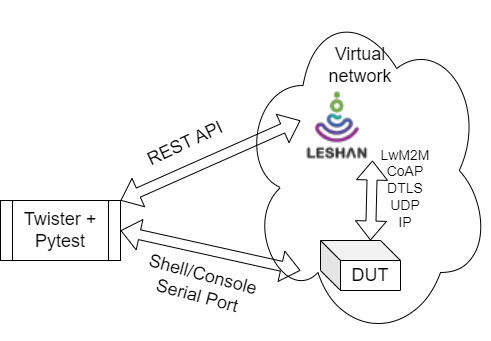 Virtual
network
LESHAN
REST API
LwM2M
CoAP
DTLS
UDP
IP
Twister +
Pytest
Shell/Console
Serial Port
DUT